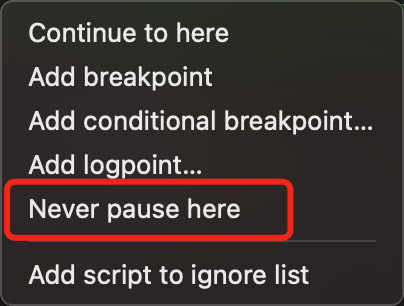 Continue to here
Add breakpoint
Add conditional breakpoint...
Add logpoint...
Never pause here
Add script to ignore list